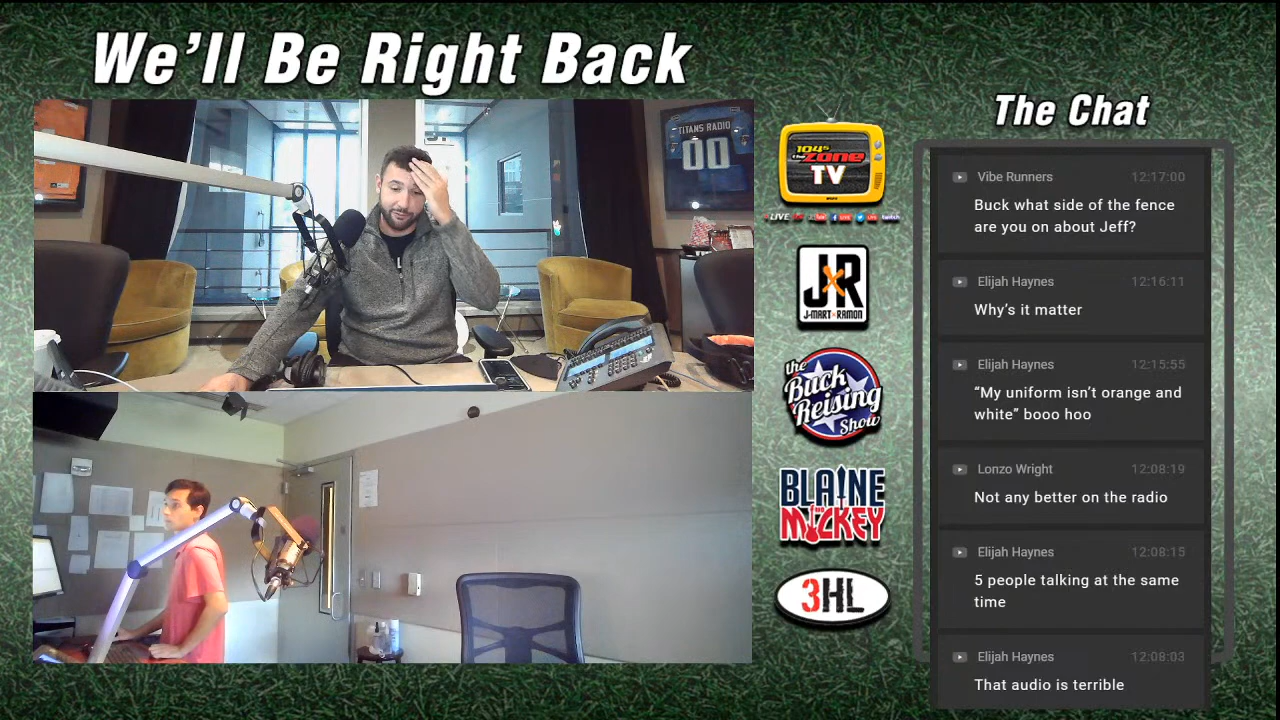 We'll Be Right Back
The Chat
TITANS RADIO
00
104.5
the ZONE
TV
LIVE
J×R
J-MART × RAMON
the
Buck
Reising
Show
BLAINE
MICKEY
3HL
Vibe Runners 12:17:00
Buck what side of the fence
are you on about Jeff?
Elijah Haynes 12:16:11
Why's it matter
Elijah Haynes 12:15:55
“My uniform isn’t orange and
white” booo hoo
Lonzo Wright 12:08:19
Not any better on the radio
Elijah Haynes 12:08:15
5 people talking at the same
time
Elijah Haynes 12:08:03
That audio is terrible